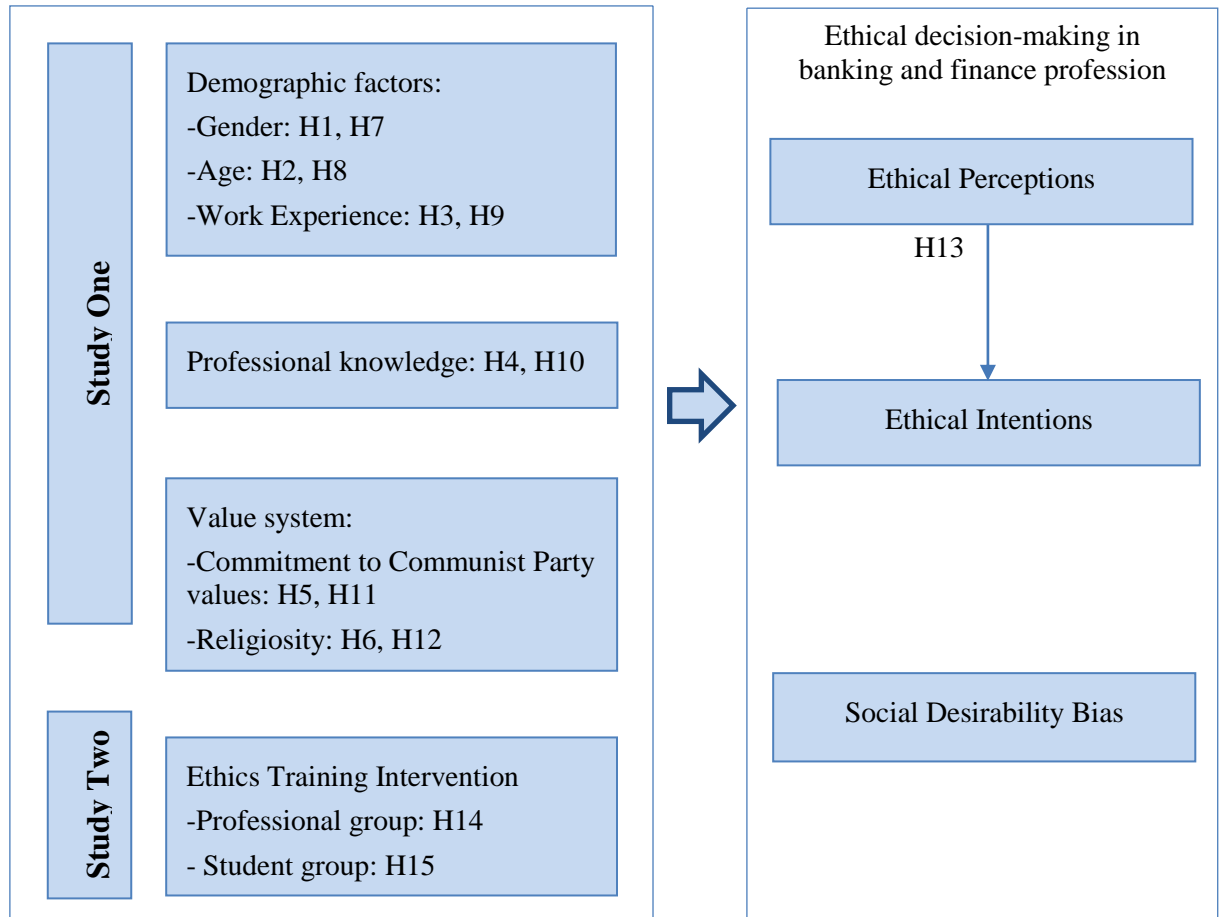 Study One
Demographic factors:
-Gender: H1, H7
-Age: H2, H8
-Work Experience: H3, H9
Professional knowledge: H4, H10
Value system:
-Commitment to Communist Party
values: H5, H11
-Religiosity: H6, H12
Study Two
Ethics Training Intervention
-Professional group: H14
- Student group: H15
Ethical decision-making in
banking and finance profession
Ethical Perceptions
H13
Ethical Intentions
Social Desirability Bias